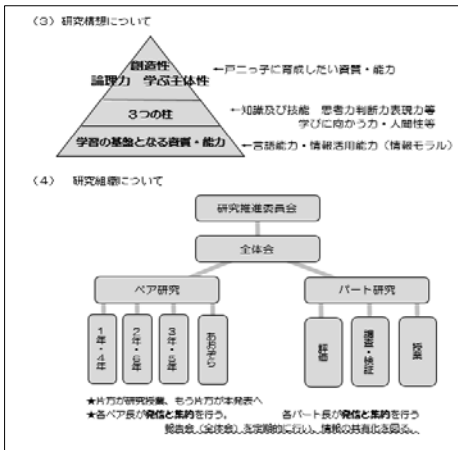 （3）研究構想について
創造性
論理力 学ぶ主体性
←戸二っ子に育成したい資質・能力
3つの柱
←知識及び技能 思考力判断力表現力等
学びに向かう力・人間性等
学習の基盤となる資質・能力
←言語能力・情報活用能力（情報モラル）
（4） 研究組織について
研究推進委員会
全体会
ペア研究
パート研究
1年・4年
2年・6年
3年・5年
調査・検証
授業
★片方が研究授業、もう片方が本発表へ
★各ペア長が発信と集約を行う。
各パート長が発信と集約を行う
報告会（全体会）を定期的に行い、情報の共有化を図る。